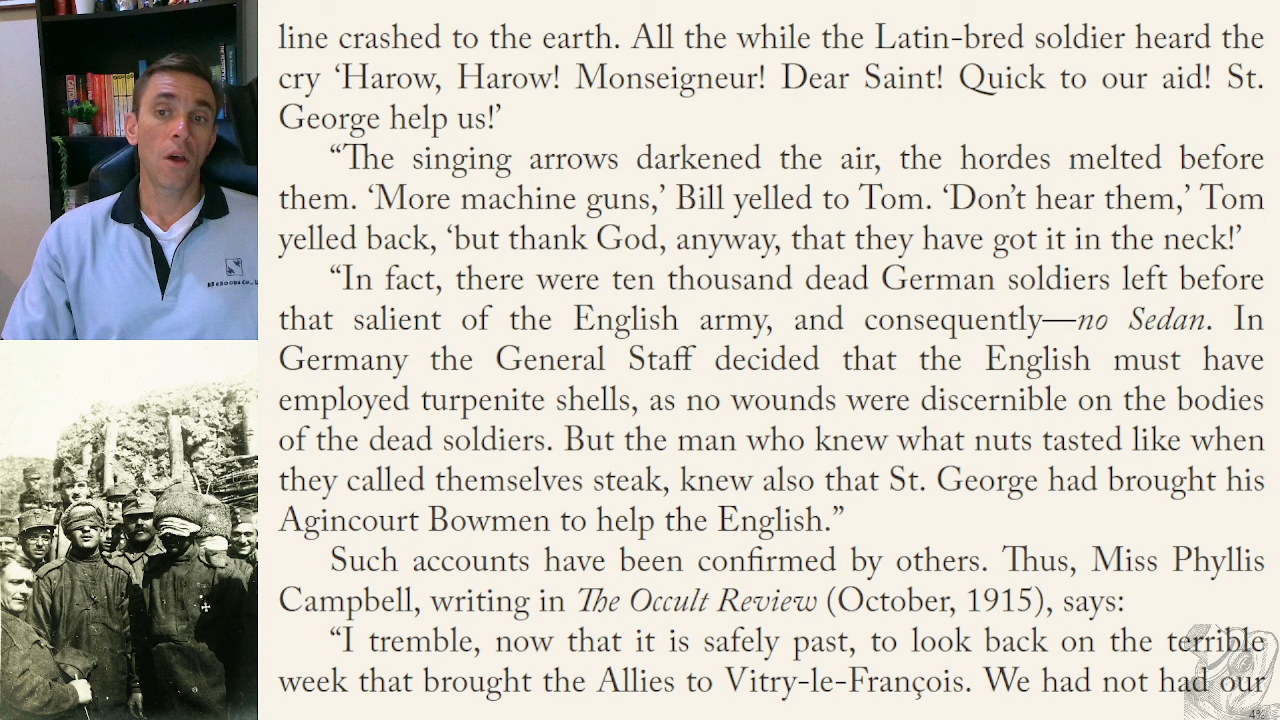 line crashed to the earth. All the while the Latin-bred soldier heard the
cry ‘Harow, Harow! Monseigneur! Dear Saint! Quick to our aid! St.
George help us!’
“The singing arrows darkened the air, the hordes melted before
them. ‘More machine guns,’ Bill yelled to Tom. ‘Don’t hear them,’ Tom
yelled back, ‘but thank God, anyway, that they have got it in the neck!’
“In fact, there were ten thousand dead German soldiers left before
that salient of the English army, and consequently—no Sedan. In
Germany the General Staff decided that the English must have
employed turpenite shells, as no wounds were discernible on the bodies
of the dead soldiers. But the man who knew what nuts tasted like when
they called themselves steak, knew also that St. George had brought his
Agincourt Bowmen to help the English.”
Such accounts have been confirmed by others. Thus, Miss Phyllis
Campbell, writing in The Occult Review (October, 1915), says:
“I tremble, now that it is safely past, to look back on the terrible
week that brought the Allies to Vitry-le-François. We had not had our
4%